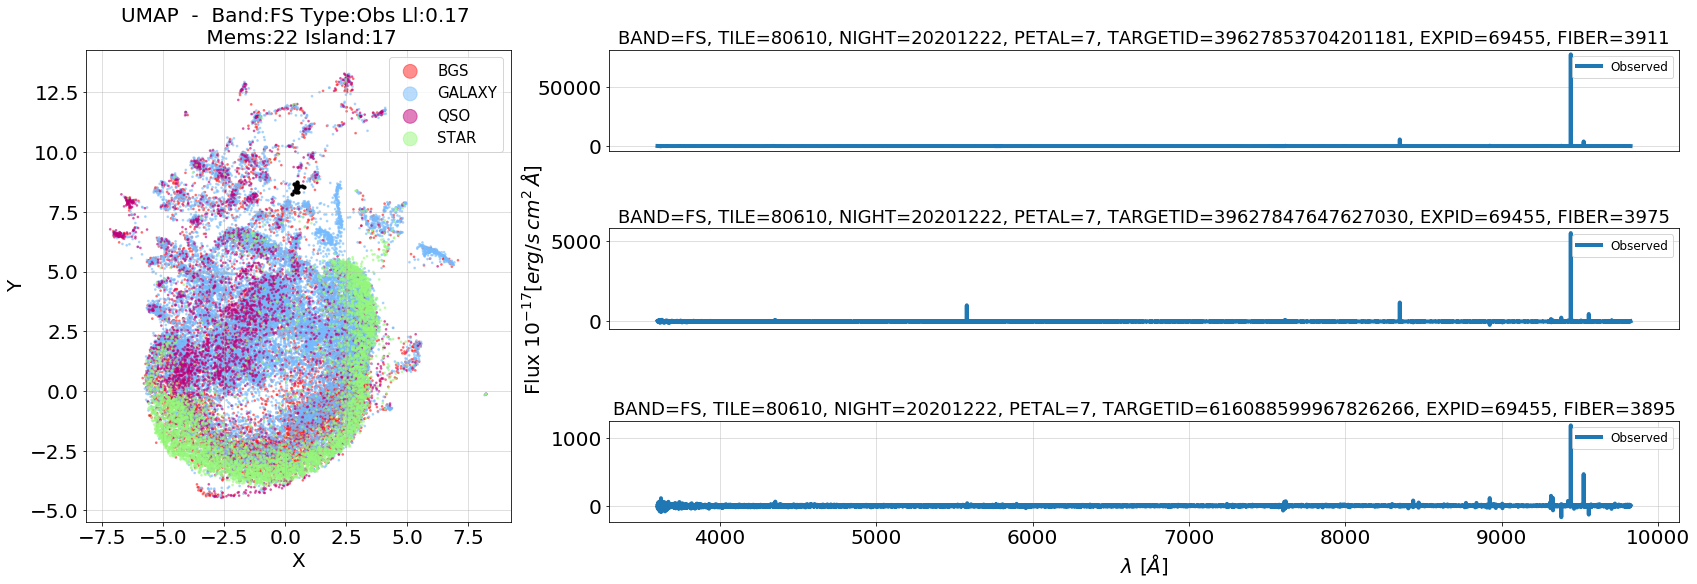 UMAP - Band:FS Type:Obs Ll:0.17
Mems:22 Island:17
BGS
GALAXY
QSO
STAR
12.5
10.0
7.5
5.0
2.5
0.0
−2.5
−5.0
Y
−7.5 −5.0 −2.5 0.0 2.5 5.0 7.5
X
Flux 10^{−17}[erg/s cm^{2} Å]
BAND=FS, TILE=80610, NIGHT=20201222, PETAL=7, TARGETID=39627853704201181, EXPID=69455, FIBER=3911
Observed
50000
0
BAND=FS, TILE=80610, NIGHT=20201222, PETAL=7, TARGETID=39627847647627030, EXPID=69455, FIBER=3975
Observed
5000
0
BAND=FS, TILE=80610, NIGHT=20201222, PETAL=7, TARGETID=616088599967826266, EXPID=69455, FIBER=3895
Observed
1000
0
4000 5000 6000 7000 8000 9000 10000
λ [Å]